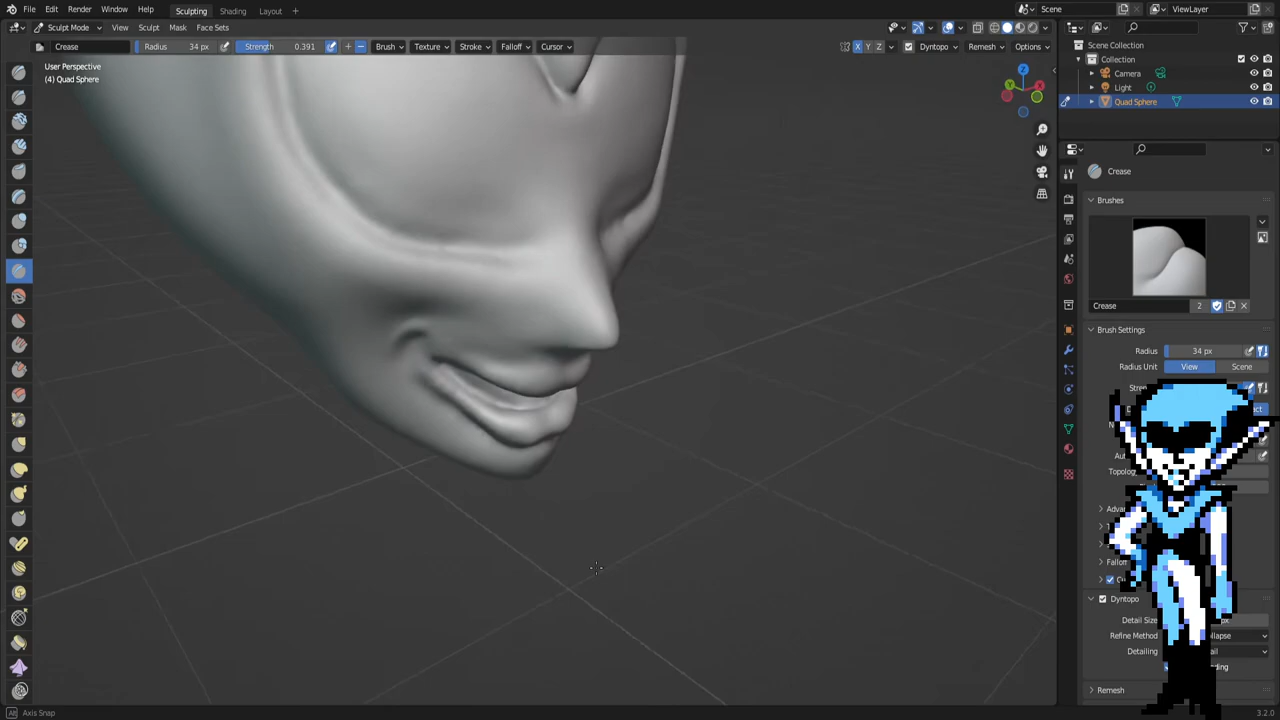 File Edit Render Window Help Sculpting Shading Layout Scene ViewLayer
Sculpt Mode View Sculpt Mask Face Sets
Crease Radius 34 px Strength 0.391 Brush Texture Stroke Falloff Cursor X Y Z Dyntopo Remesh Options
User Perspective
(4) Quad Sphere
Scene Collection
Collection
Camera
Light
Quad Sphere
Crease
Brushes
Crease 2
Brush Settings
Radius 34 px
Radius Unit View Scene
Falloff
Dyntopo
Detail Size
Refine Method
Detailing
Remesh
Axis Snap 3.2.0